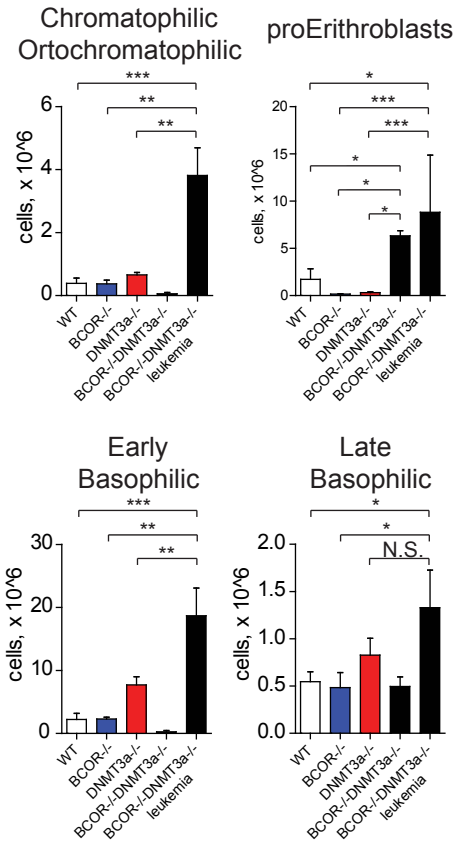 Chromatophilic
Ortochromatophilic
***
**
**
cells, x 10^6
6
4
2
0
WT
BCOR-/-
DNMT3a-/-
BCOR-/-DNMT3a-/-
BCOR-/-DNMT3a-/-
leukemia
proErithroblasts
*
***
***
*
*
*
cells, x 10^6
20
15
10
5
0
WT
BCOR-/-
DNMT3a-/-
BCOR-/-DNMT3a-/-
BCOR-/-DNMT3a-/-
leukemia
Early
Basophilic
***
**
**
cells, x 10^6
30
20
10
0
WT
BCOR-/-
DNMT3a-/-
BCOR-/-DNMT3a-/-
BCOR-/-DNMT3a-/-
leukemia
Late
Basophilic
*
*
N.S.
cells, x 10^6
2.0
1.5
1.0
0.5
0.0
WT
BCOR-/-
DNMT3a-/-
BCOR-/-DNMT3a-/-
BCOR-/-DNMT3a-/-
leukemia